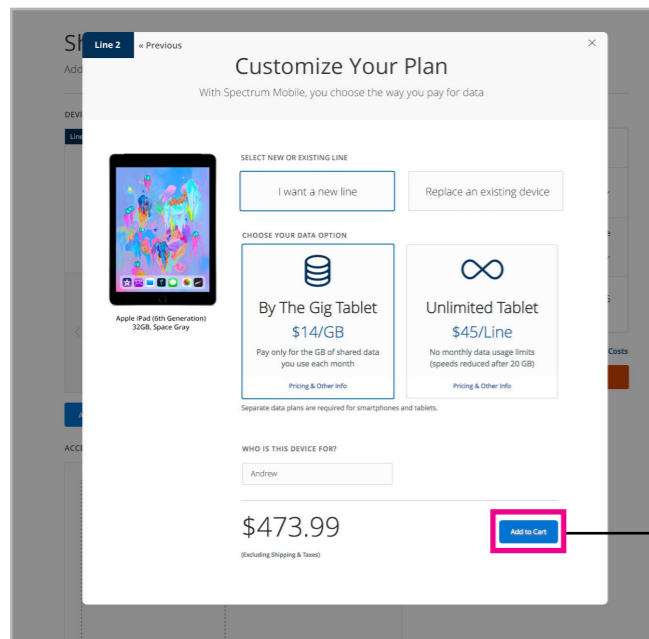 Sh
Line 2
« Previous
×
Customize Your Plan
Add
With Spectrum Mobile, you choose the way you pay for data
DEVI
Line
SELECT NEW OR EXISTING LINE
I want a new line
Replace an existing device
CHOOSE YOUR DATA OPTION
By The Gig Tablet
$14/GB
Pay only for the GB of shared data
you use each month
Pricing & Other Info
Unlimited Tablet
$45/Line
No monthly data usage limits
(speeds reduced after 20 GB)
Pricing & Other Info
Apple iPad (6th Generation)
32GB, Space Gray
Costs
Separate data plans are required for smartphones and tablets.
A
ACCE
WHO IS THIS DEVICE FOR?
Andrew
$473.99
(Excluding Shipping & Taxes)
Add to Cart